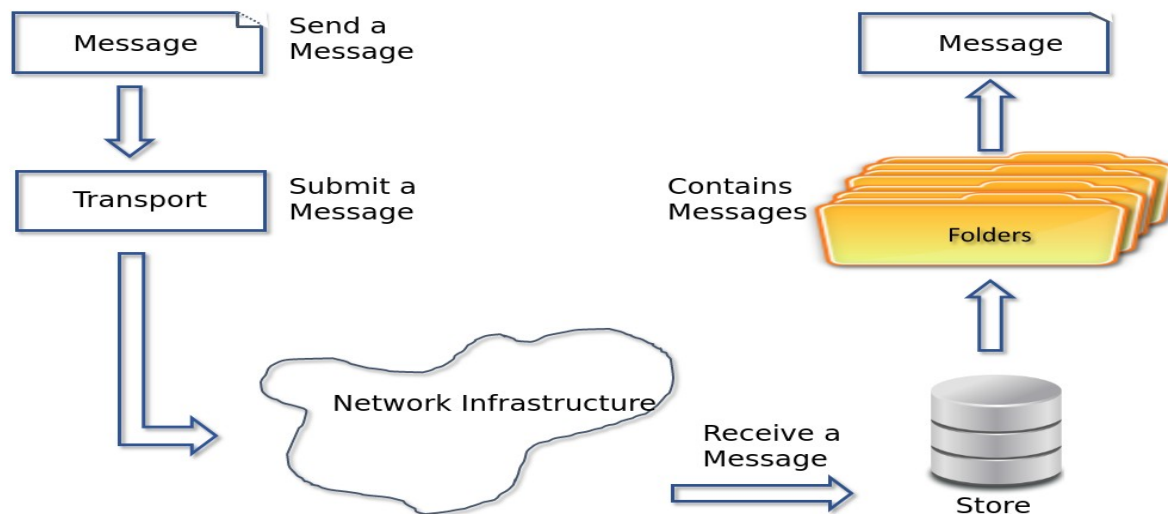 Message
Send a
Message
Transport
Submit a
Message
Network Infrastructure
Receive a
Message
Store
Folders
Contains
Messages
Message